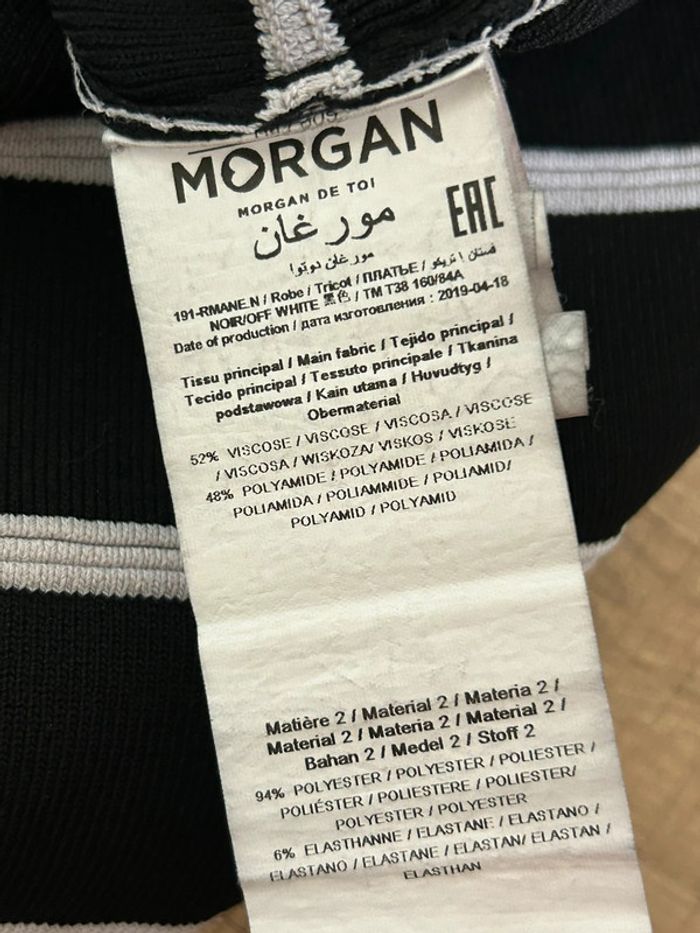 MORGAN
MORGAN DE TOI
مورغان
EAC
مورغان دوتوا
191-RMANE.N / Robe / Tricot / ПЛАТЬЕ / فستان / تريكو
NOIR/OFF WHITE 黑色 / TM T38 160/84A
Date of production / дата изготовления : 2019-04-18
Tissu principal / Main fabric / Tejido principal /
Tecido principal / Tessuto principale / Tkanina
podstawowa / Kain utama / Huvudtyg /
Obermaterial
52% VISCOSE / VISCOSE / VISCOSA / VISCOSE
/ VISCOSA / WISKOZA/ VISKOS / VISKOSE
48% POLYAMIDE / POLYAMIDE / POLIAMIDA /
POLIAMIDA / POLIAMMIDE / POLIAMID/
POLYAMID / POLYAMID
Matière 2 / Material 2 / Materia 2 /
Material 2 / Materia 2 / Material 2 /
Bahan 2 / Medel 2 / Stoff 2
94% POLYESTER / POLYESTER / POLIESTER /
POLIÉSTER / POLIESTERE / POLIESTER/
POLYESTER / POLYESTER
6% ELASTHANNE / ELASTANE / ELASTANO /
ELASTANO / ELASTANE / ELASTAN/ ELASTAN /
ELASTHAN